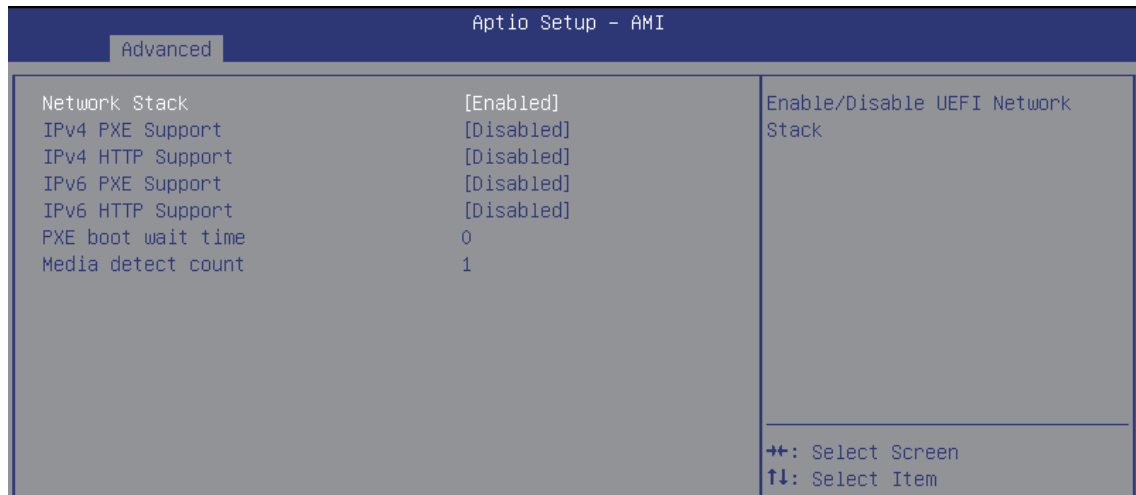 Aptio Setup – AMI
Advanced
Network Stack [Enabled]
IPv4 PXE Support [Disabled]
IPv4 HTTP Support [Disabled]
IPv6 PXE Support [Disabled]
IPv6 HTTP Support [Disabled]
PXE boot wait time 0
Media detect count 1
Enable/Disable UEFI Network
Stack
→←: Select Screen
↑↓: Select Item